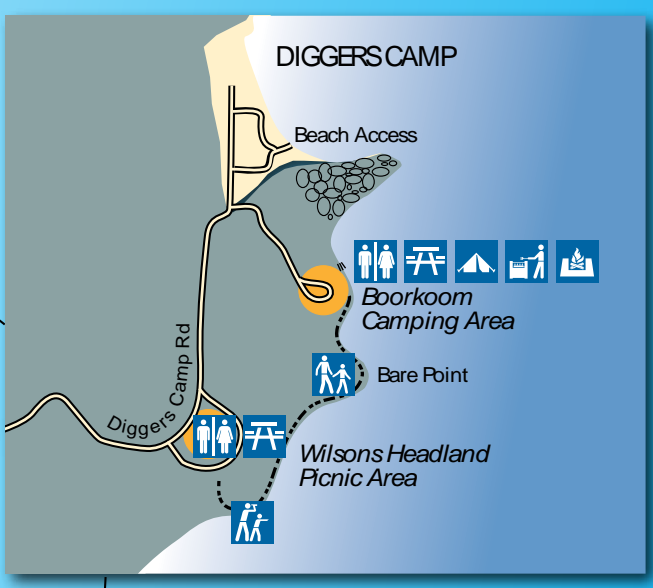 DIGGERS CAMP
Beach Access
Boorkoom
Camping Area
Bare Point
Diggers Camp Rd
Wilsons Headland
Picnic Area